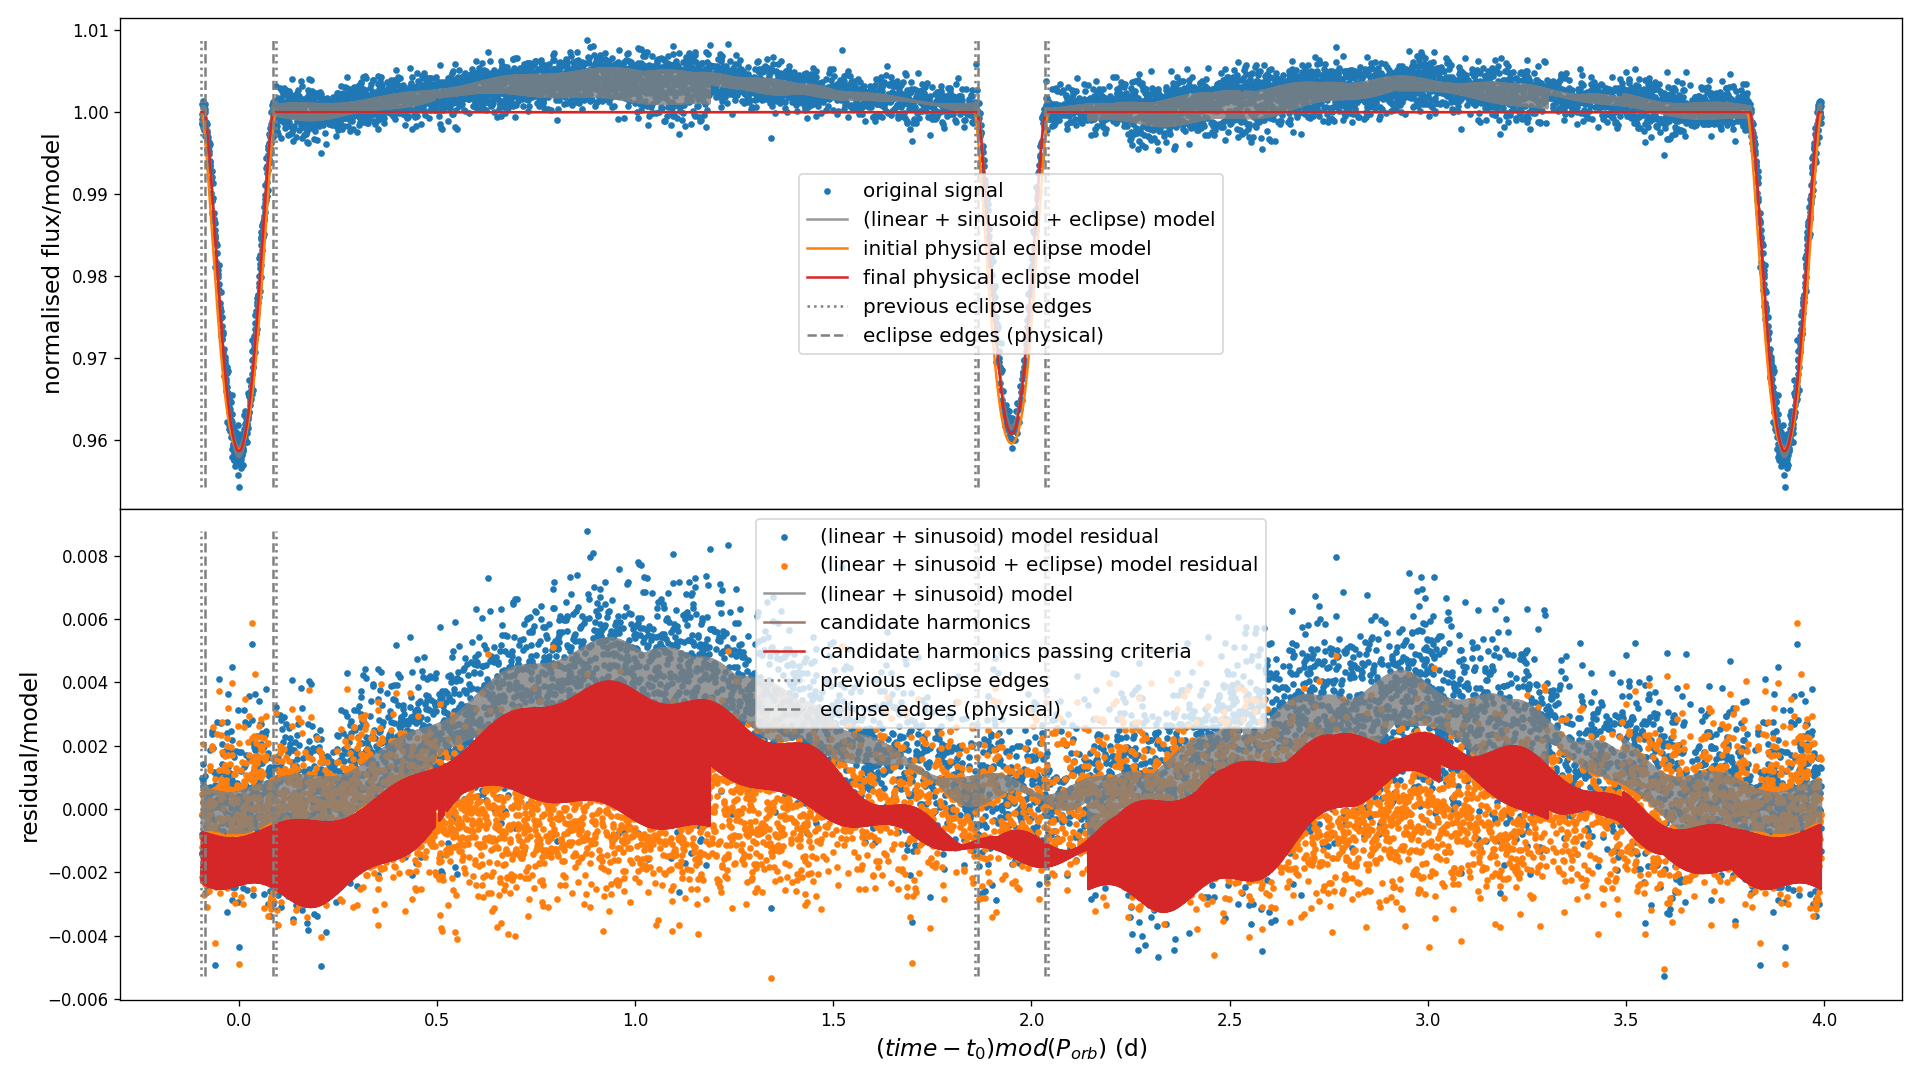 1.01
1.00
0.99
0.98
0.97
0.96
normalised flux/model
original signal
(linear + sinusoid + eclipse) model
initial physical eclipse model
final physical eclipse model
previous eclipse edges
eclipse edges (physical)
0.008
0.006
0.004
0.002
0.000
−0.002
−0.004
−0.006
residual/model
(linear + sinusoid) model residual
(linear + sinusoid + eclipse) model residual
(linear + sinusoid) model
candidate harmonics
candidate harmonics passing criteria
previous eclipse edges
eclipse edges (physical)
0.0 0.5 1.0 1.5 2.0 2.5 3.0 3.5 4.0
(time − t₀)mod(P_orb) (d)